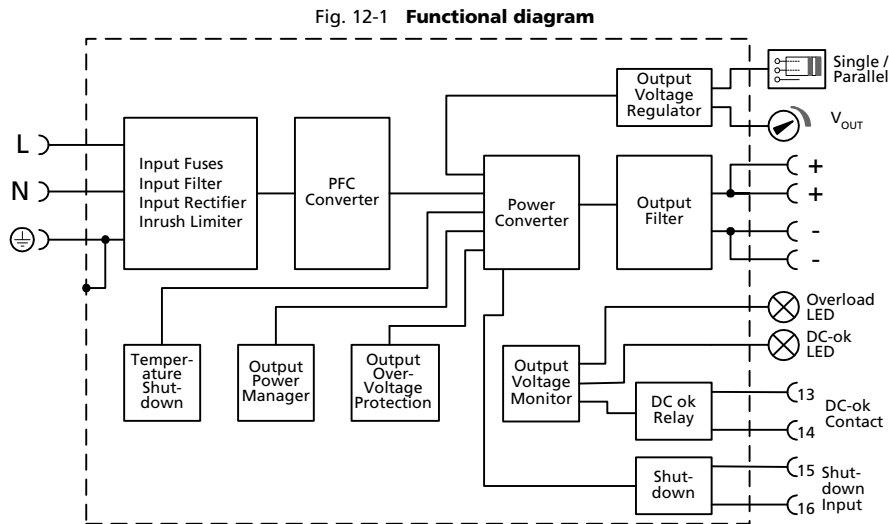 Fig. 12-1 Functional diagram
Single /
Parallel
Output
Voltage
Regulator
VOUT
L
N
Input Fuses
Input Filter
Input Rectifier
Inrush Limiter
PFC
Converter
Power
Converter
Output
Filter
+
+
-
-
Overload
LED
DC-ok
LED
Temper-
ature
Shut-
down
Output
Power
Manager
Output
Over-
Voltage
Protection
Output
Voltage
Monitor
DC ok
Relay
13
14
DC-ok
Contact
Shut-
down
15
16
Shut-
down
Input